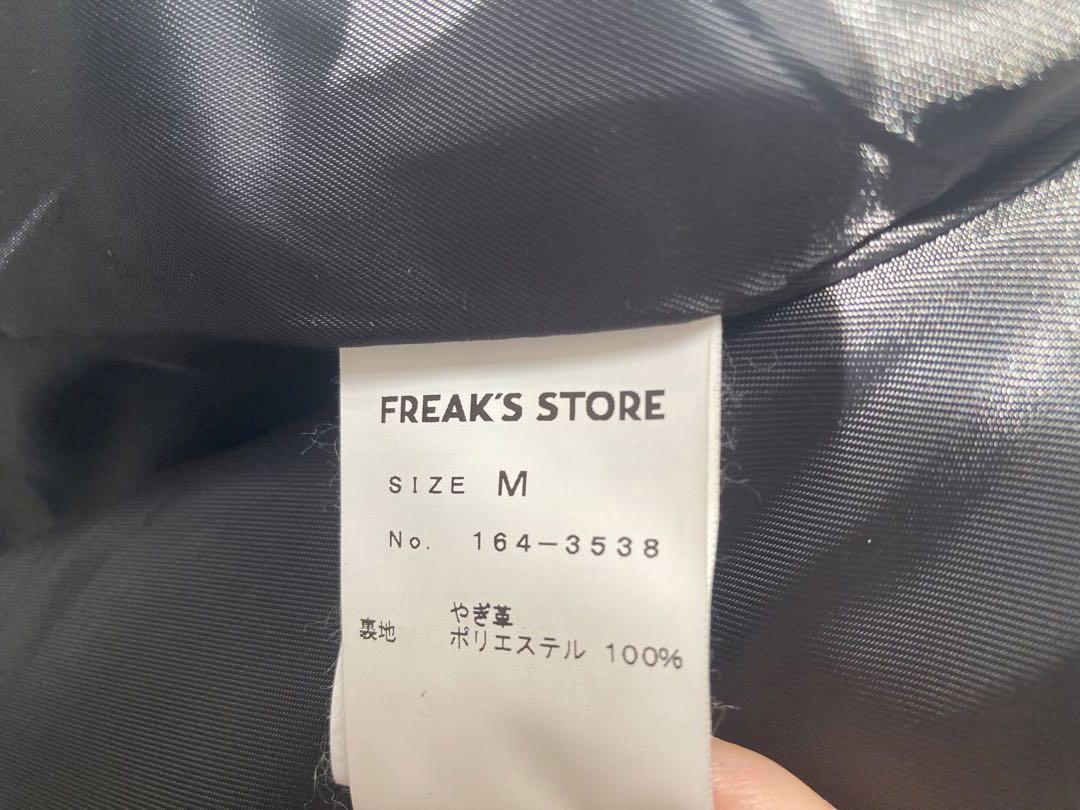 FREAK'S STORE
SIZE M
No. 164-3538
やぎ革
裏地 ポリエステル 100%